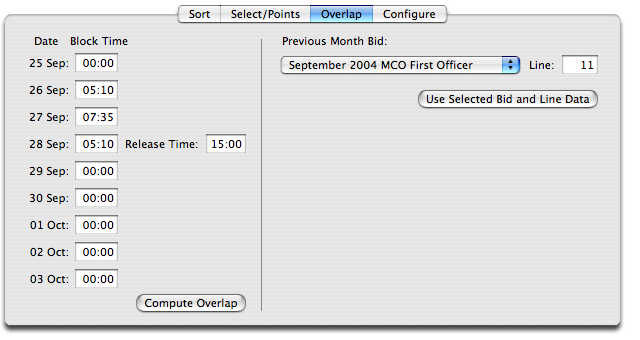 Sort Select/Points Overlap Configure
Date Block Time
25 Sep: 00:00
26 Sep: 05:10
27 Sep: 07:35
28 Sep: 05:10 Release Time: 15:00
29 Sep: 00:00
30 Sep: 00:00
01 Oct: 00:00
02 Oct: 00:00
03 Oct: 00:00
Compute Overlap
Previous Month Bid:
September 2004 MCO First Officer Line: 11
Use Selected Bid and Line Data